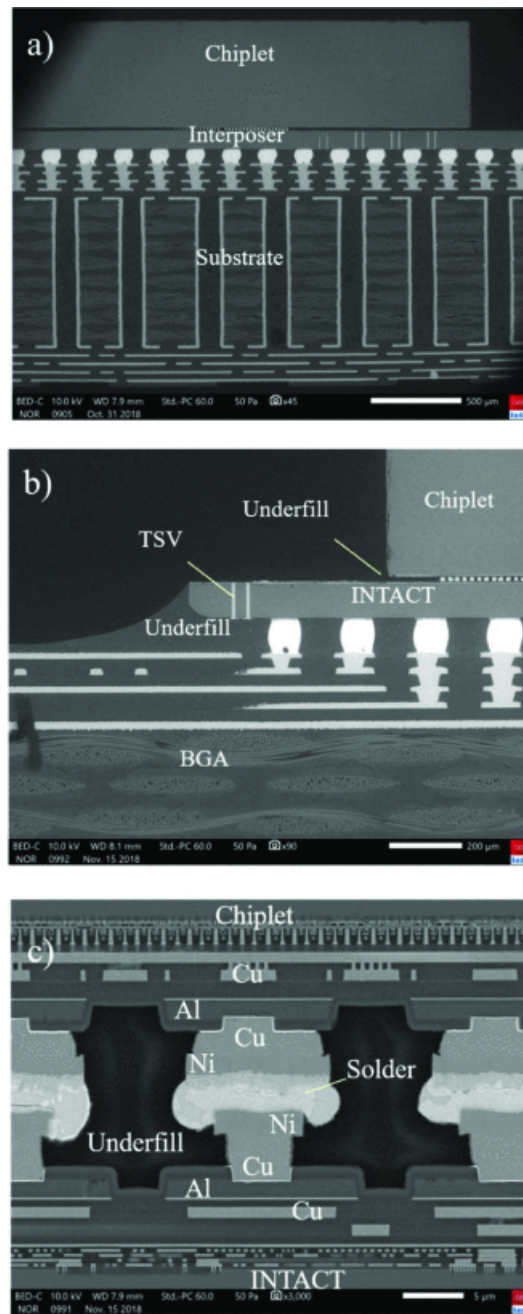 a)
Chiplet
Interposer
Substrate
BED-C 10.0 kV WD 7.9 mm Std.-PC 60.0 50 Pa x45 500 µm
NOR 0905 Oct. 31 2018
b)
Underfill
Chiplet
TSV
INTACT
Underfill
BGA
BED-C 10.0 kV WD 8.1 mm Std.-PC 60.0 50 Pa x90 200 µm
NOR 0992 Nov. 15 2018
Chiplet
c)
Cu
Al
Cu
Ni
Solder
Ni
Underfill
Cu
Al
Cu
INTACT
BED-C 10.0 kV WD 7.9 mm Std.-PC 60.0 50 Pa x3,000 5 µm
NOR 0991 Nov. 15 2018